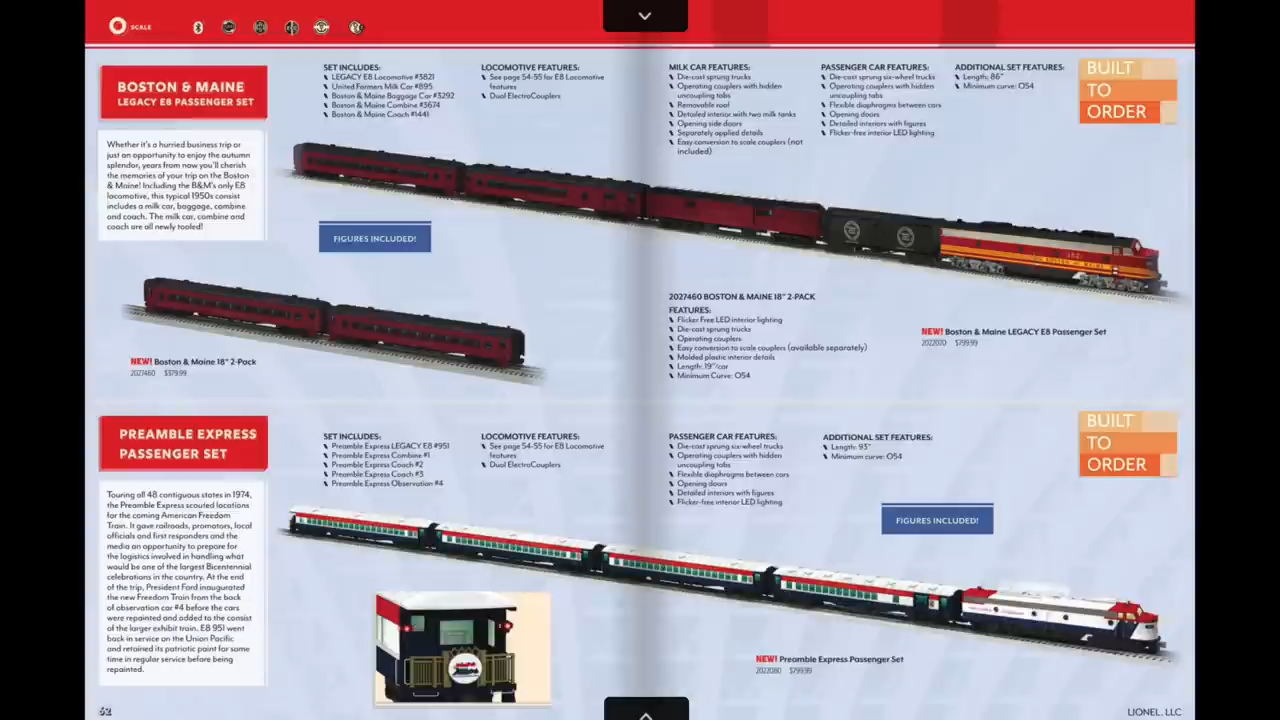 SCALE
BOSTON & MAINE
LEGACY E8 PASSENGER SET
Whether it's a hurried business trip or
just an opportunity to enjoy the autumn
splendor, years from now you'll cherish
the memories of your trip on the Boston
& Maine! Including the B&M's only E8
locomotive, this typical 1950s consist
includes a milk car, baggage, combine
and coach. The milk car, combine and
coach are all newly tooled!
SET INCLUDES:
LEGACY E8 Locomotive #3821
United Farmers Milk Car #895
Boston & Maine Baggage Car #3292
Boston & Maine Combine #3674
Boston & Maine Coach #1441
LOCOMOTIVE FEATURES:
See page 54-55 for E8 Locomotive
features
Dual ElectroCouplers
MILK CAR FEATURES:
Die-cast sprung trucks
Operating couplers with hidden
uncoupling tabs
Removable roof
Detailed interior with two milk tanks
Opening side doors
Separately applied details
Easy conversion to scale couplers (not
included)
PASSENGER CAR FEATURES:
Die-cast sprung six-wheel trucks
Operating couplers with hidden
uncoupling tabs
Flexible diaphragms between cars
Opening doors
Detailed interiors with figures
Flicker-free interior LED lighting
ADDITIONAL SET FEATURES:
Length: 86"
Minimum curve: O54
BUILT
TO
ORDER
FIGURES INCLUDED!
NEW! Boston & Maine 18" 2-Pack
2027460 $379.99
2027460 BOSTON & MAINE 18" 2-PACK
FEATURES:
Flicker Free LED interior lighting
Die-cast sprung trucks
Operating couplers
Easy conversion to scale couplers (available separately)
Molded plastic interior details
Length: 19"/car
Minimum Curve: O54
NEW! Boston & Maine LEGACY E8 Passenger Set
2022070 $799.99
PREAMBLE EXPRESS
PASSENGER SET
Touring all 48 contiguous states in 1974,
the Preamble Express scouted locations
for the coming American Freedom
Train. It gave railroads, promotors, local
officials and first responders and the
media an opportunity to prepare for
the logistics involved in handling what
would be one of the largest Bicentennial
celebrations in the country. At the end
of the trip, President Ford inaugurated
the new Freedom Train from the back
of observation car #4 before the cars
were repainted and added to the consist
of the larger exhibit train. E8 951 went
back in service on the Union Pacific
and retained its patriotic paint for some
time in regular service before being
repainted.
SET INCLUDES:
Preamble Express LEGACY E8 #951
Preamble Express Combine #1
Preamble Express Coach #2
Preamble Express Coach #3
Preamble Express Observation #4
LOCOMOTIVE FEATURES:
See page 54-55 for E8 Locomotive
features
Dual ElectroCouplers
PASSENGER CAR FEATURES:
Die-cast sprung six-wheel trucks
Operating couplers with hidden
uncoupling tabs
Flexible diaphragms between cars
Opening doors
Detailed interiors with figures
Flicker-free interior LED lighting
ADDITIONAL SET FEATURES:
Length: 93"
Minimum curve: O54
BUILT
TO
ORDER
FIGURES INCLUDED!
NEW! Preamble Express Passenger Set
2022080 $799.99
62
LIONEL, LLC